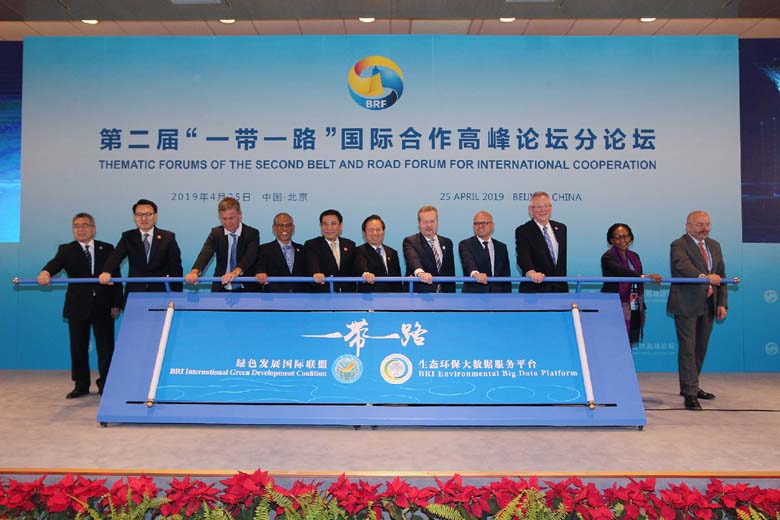 BRF
第二届“一带一路”国际合作高峰论坛分论坛
THEMATIC FORUMS OF THE SECOND BELT AND ROAD FORUM FOR INTERNATIONAL COOPERATION
2019年4月25日 中国·北京 25 APRIL 2019 BEIJING, CHINA
一带一路
绿色发展国际联盟
BRI International Green Development Coalition
生态环保大数据服务平台
BRI Environmental Big Data Platform